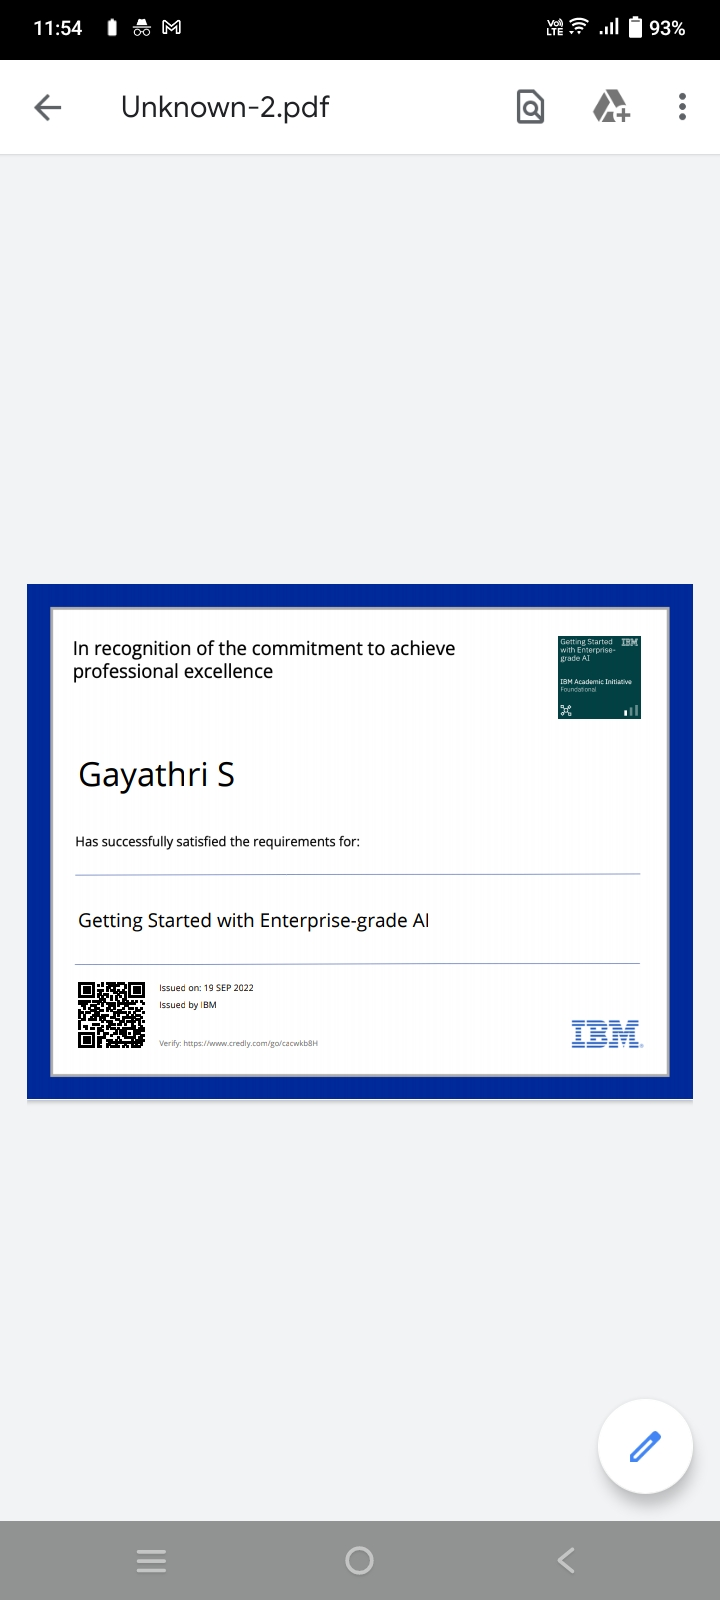 11:54 Vo) LTE 93%
Unknown-2.pdf
In recognition of the commitment to achieve
professional excellence
Getting Started IBM
with Enterprise-
grade AI
IBM Academic Initiative
Foundational
Gayathri S
Has successfully satisfied the requirements for:
Getting Started with Enterprise-grade AI
Issued on: 19 SEP 2022
Issued by IBM
Verify: https://www.credly.com/go/cacwkb8H
IBM